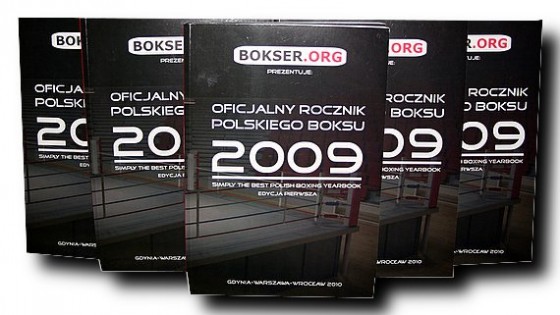 BOKSER.ORG
PREZENTUJE:
OFICJALNY ROCZNIK
POLSKIEGO BOKSU
2009
SIMPLY THE BEST POLISH BOXING YEARBOOK
EDYCJA PIERWSZA
GDYNIA-WARSZAWA-WROCŁAW 2010